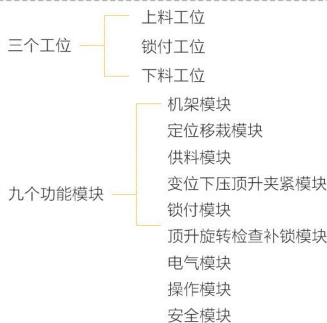 三个工位
上料工位
锁付工位
下料工位
九个功能模块
机架模块
定位移栽模块
供料模块
变位下压顶升夹紧模块
锁付模块
顶升旋转检查补锁模块
电气模块
操作模块
安全模块